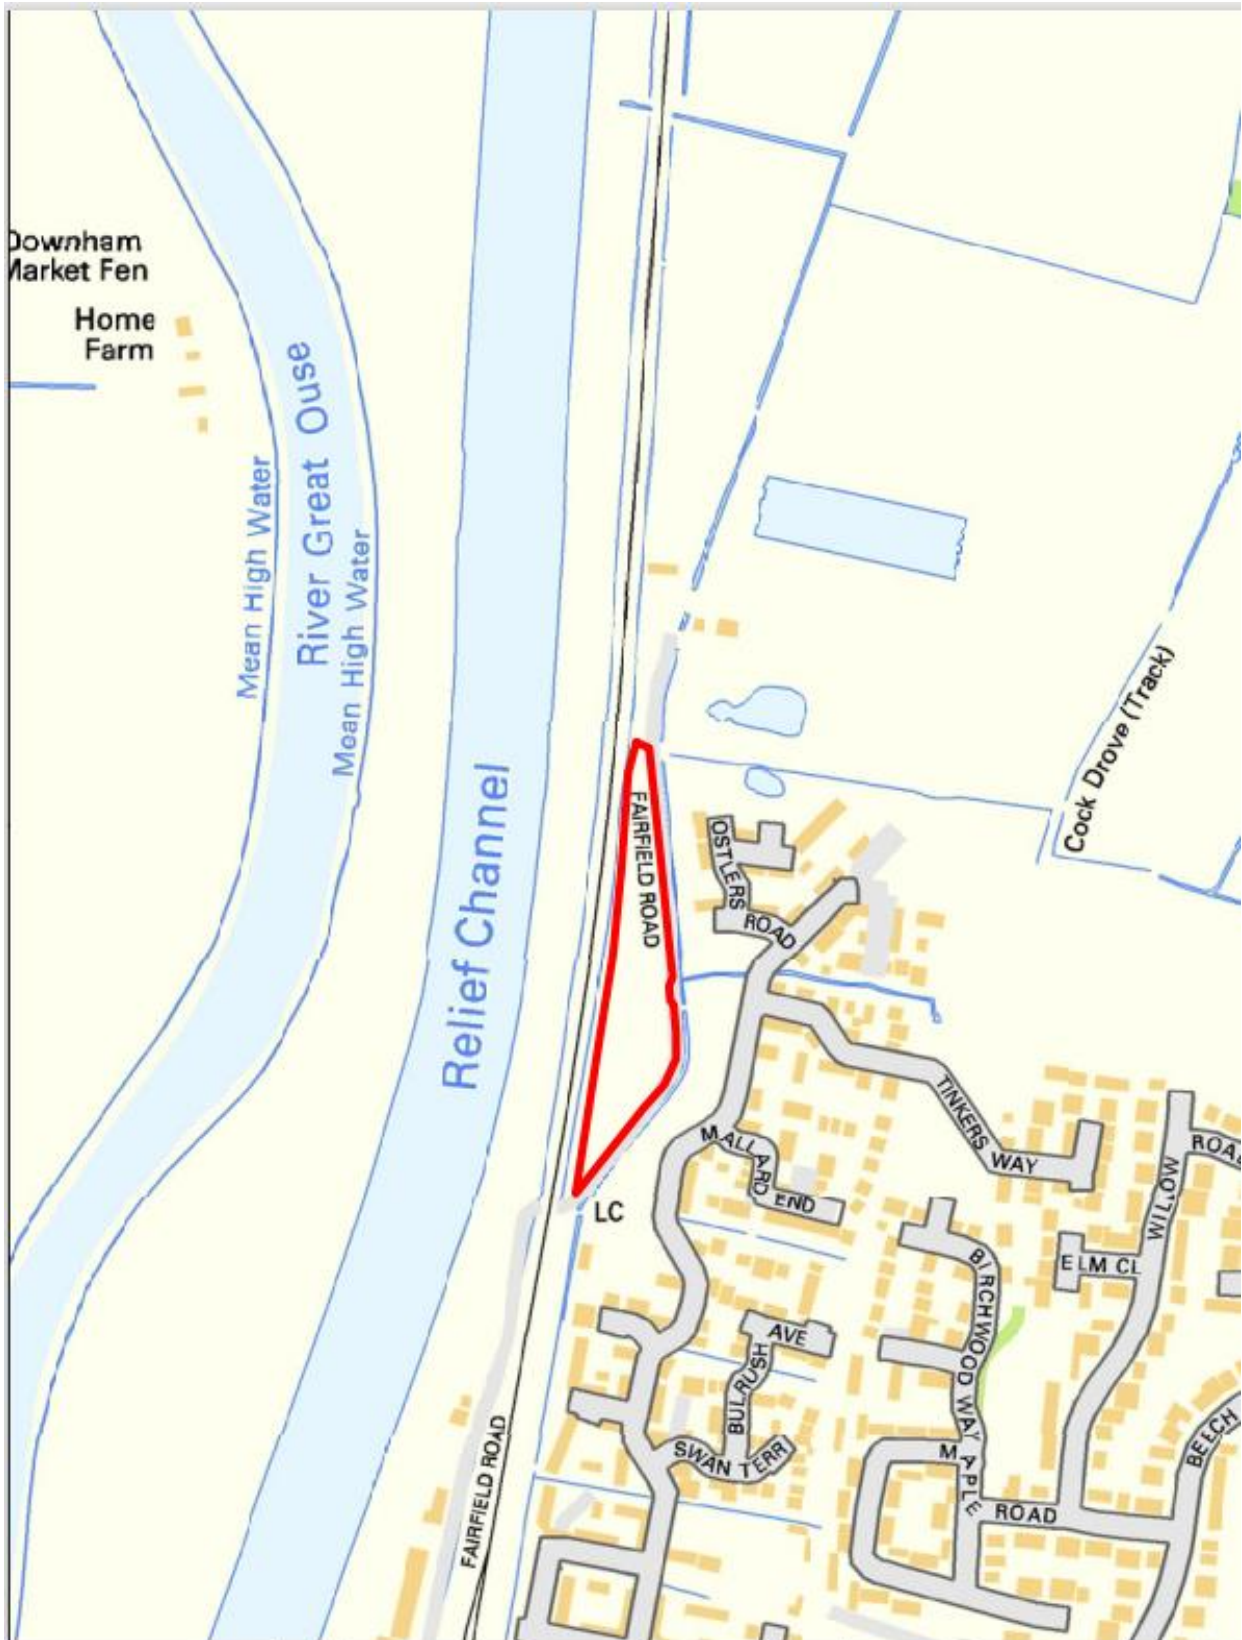 Downham
Market Fen
Home
Farm
River Great Ouse
Mean High Water
Mean High Water
Relief Channel
Cock Drove (Track)
FAIRFIELD ROAD
OSTLERS
ROAD
TINKERS
WAY
MALLARD
END
LC
WILLOW
ROAD
ELM CL
BIRCHWOOD WAY
AVE
BULRUSH
SWAN TERR
FAIRFIELD ROAD
MAPLE
ROAD
BEECH